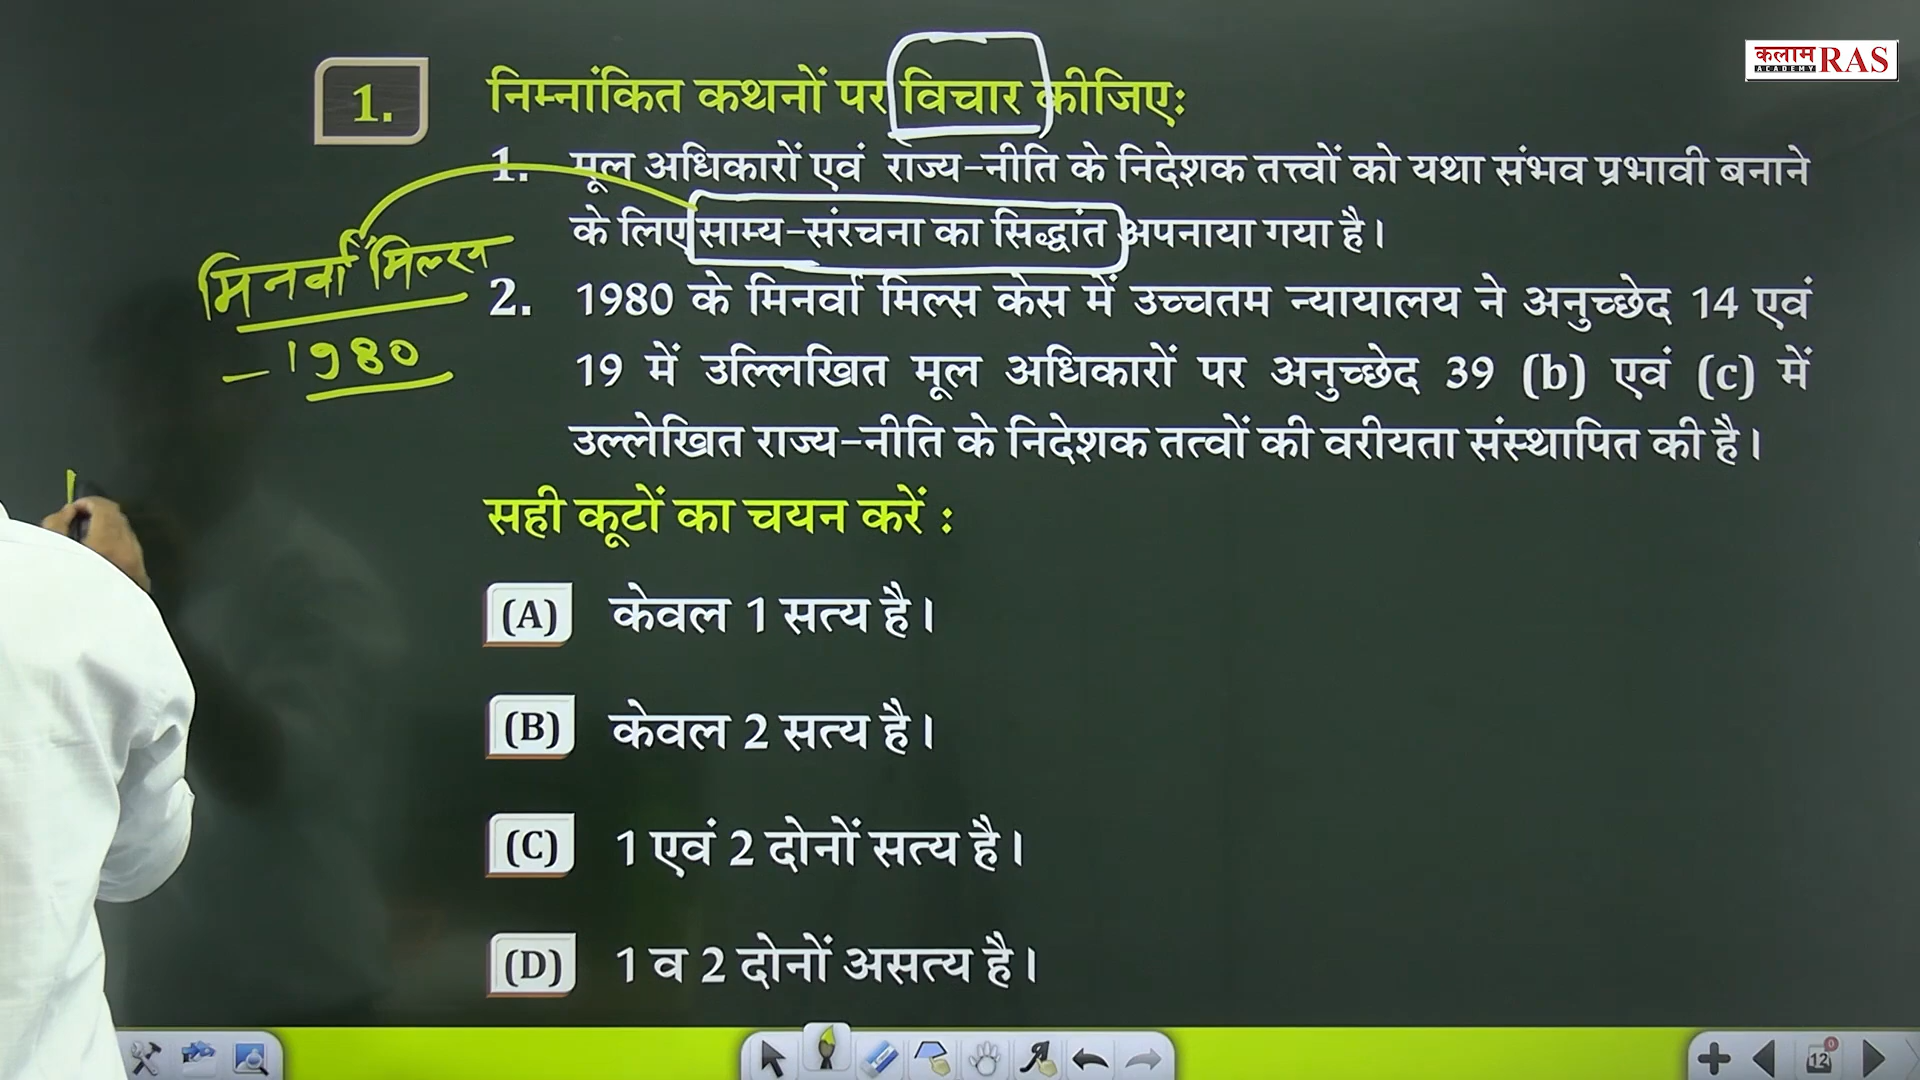 कलाम ACADEMY RAS
1. निम्नांकित कथनों पर विचार कीजिए:
1. मूल अधिकारों एवं राज्य-नीति के निदेशक तत्त्वों को यथा संभव प्रभावी बनाने
के लिए साम्य-संरचना का सिद्धांत अपनाया गया है।
मिनर्वा मिल्स
- 1980
2. 1980 के मिनर्वा मिल्स केस में उच्चतम न्यायालय ने अनुच्छेद 14 एवं
19 में उल्लिखित मूल अधिकारों पर अनुच्छेद 39 (b) एवं (c) में
उल्लेखित राज्य-नीति के निदेशक तत्वों की वरीयता संस्थापित की है।
सही कूटों का चयन करें :
(A) केवल 1 सत्य है।
(B) केवल 2 सत्य है।
(C) 1 एवं 2 दोनों सत्य है।
(D) 1 व 2 दोनों असत्य है।
12 0